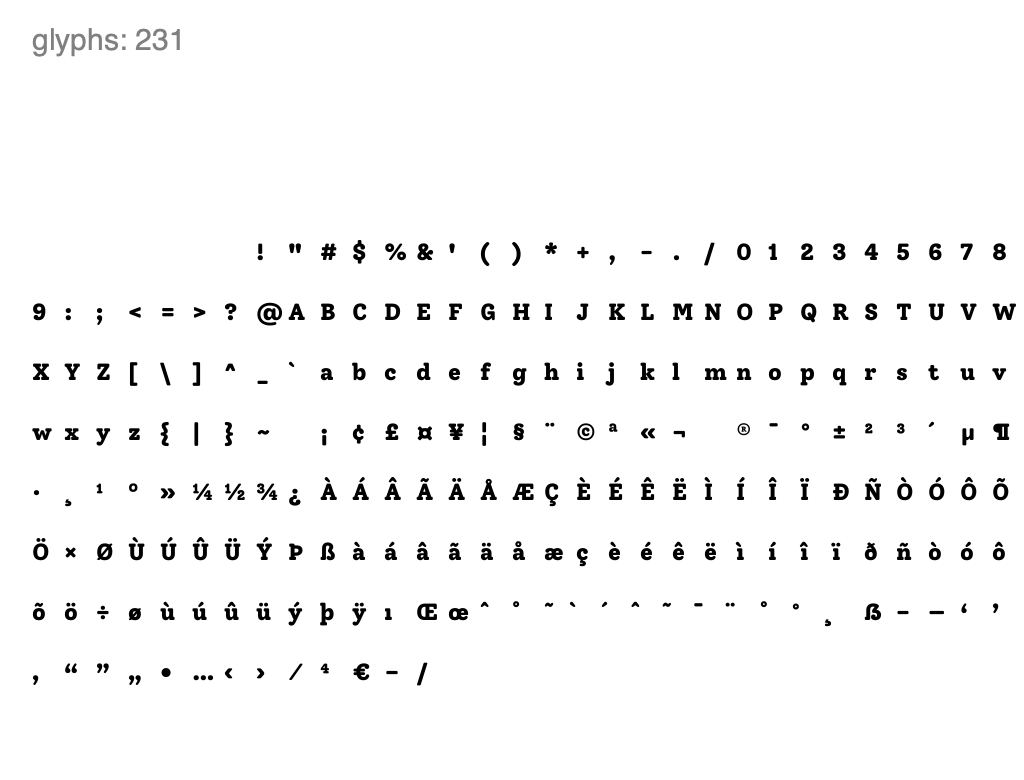 glyphs: 231
! " # $ % & ' ( ) * + , - . / 0 1 2 3 4 5 6 7 8
9 : ; < = > ? @ A B C D E F G H I J K L M N O P Q R S T U V W
X Y Z [ \ ] ^ _ ` a b c d e f g h i j k l m n o p q r s t u v
w x y z { | } ~ ¡ ¢ £ ¤ ¥ ¦ § ¨ © ª « ¬ ® ¯ ° ± ² ³ ´ µ ¶
· ¸ ¹ º » ¼ ½ ¾ ¿ À Á Â Ã Ä Å Æ Ç È É Ê Ë Ì Í Î Ï Ð Ñ Ò Ó Ô Õ
Ö × Ø Ù Ú Û Ü Ý Þ ß à á â ã ä å æ ç è é ê ë ì í î ï ð ñ ò ó ô
õ ö ÷ ø ù ú û ü ý þ ÿ ı Œ œ ˆ ˚ ˜ ̀ ́ ̂ ̃ ̄ ̈ ̊ ̊ ̧ ẞ – — ‘ ’
‚ “ ” „ • … ‹ › ⁄ ⁴ € − ∕